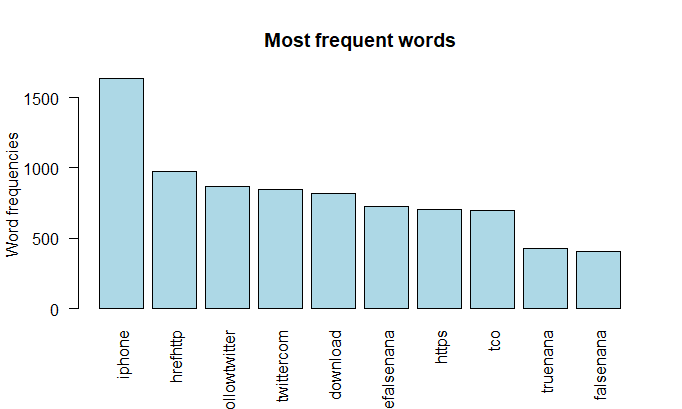 Most frequent words
Word frequencies
1500
1000
500
0
iphone
hrefhttp
ollowtwitter
twittercom
download
efalsenana
https
tco
truenana
falsenana